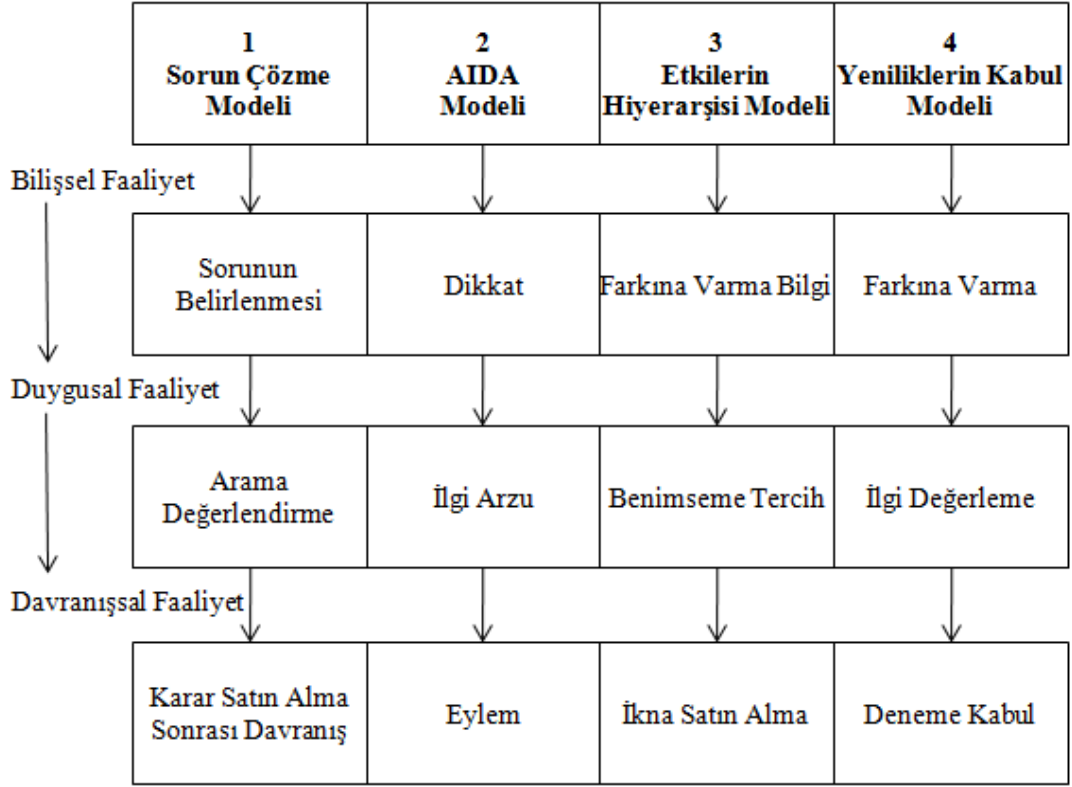 1
Sorun Çözme
Modeli
2
AIDA
Modeli
3
Etkilerin
Hiyerarşisi Modeli
4
Yeniliklerin Kabul
Modeli
Bilişsel Faaliyet
Sorunun
Belirlenmesi
Dikkat
Farkına Varma Bilgi
Farkına Varma
Duygusal Faaliyet
Arama
Değerlendirme
İlgi Arzu
Benimseme Tercih
İlgi Değerleme
Davranışsal Faaliyet
Karar Satın Alma
Sonrası Davranış
Eylem
İkna Satın Alma
Deneme Kabul